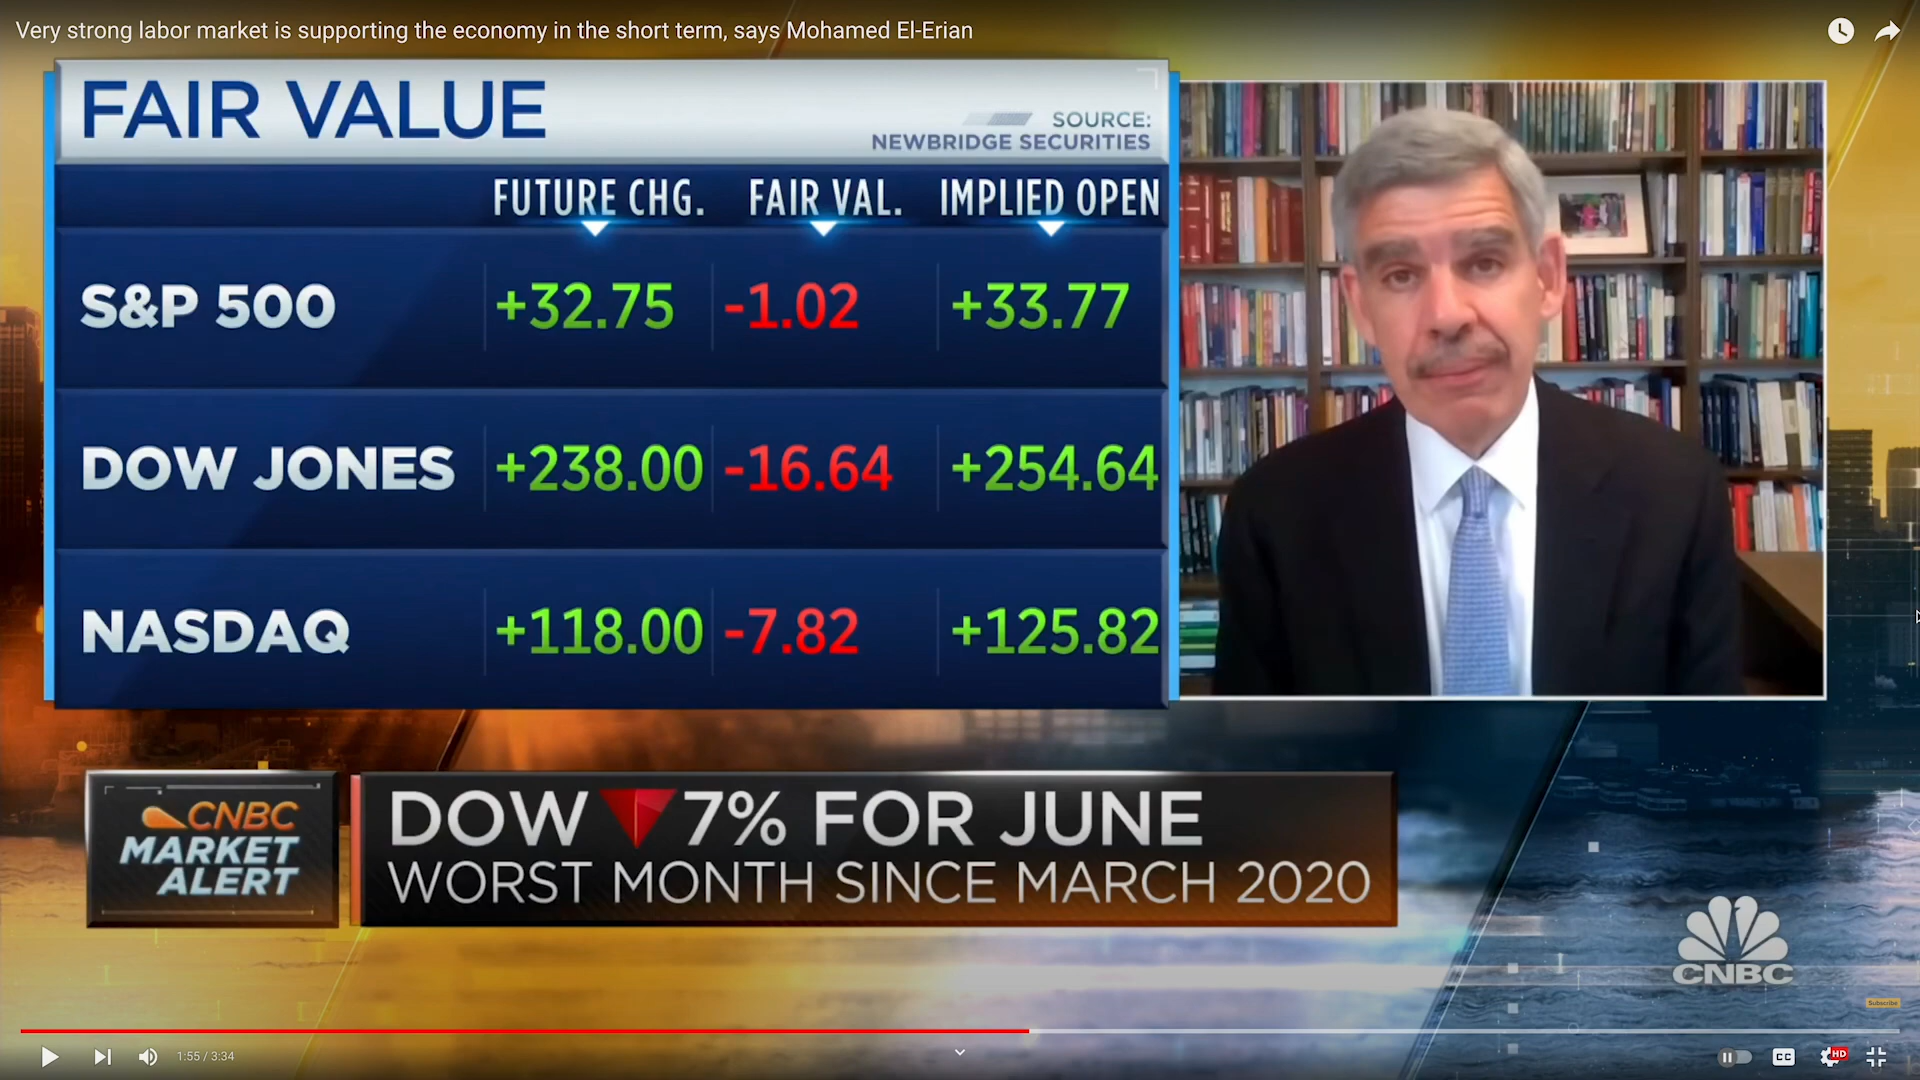 Very strong labor market is supporting the economy in the short term, says Mohamed El-Erian
FAIR VALUE
SOURCE:
NEWBRIDGE SECURITIES
FUTURE CHG. FAIR VAL. IMPLIED OPEN
S&P 500 +32.75 -1.02 +33.77
DOW JONES +238.00 -16.64 +254.64
NASDAQ +118.00 -7.82 +125.82
CNBC
MARKET
ALERT
DOW ▼ 7% FOR JUNE
WORST MONTH SINCE MARCH 2020
CNBC
Subscribe
1:55 / 3:34
CC
HD